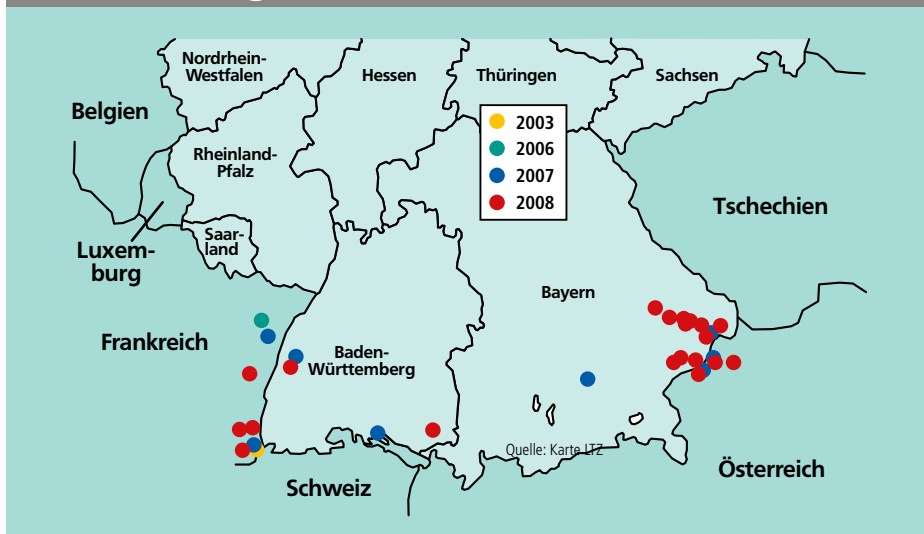 Nordrhein-
Westfalen
Hessen
Thüringen
Sachsen
Belgien
2003
2006
2007
2008
Rheinland-
Pfalz
Tschechien
Saar-
land
Luxem-
burg
Bayern
Frankreich
Baden-
Württemberg
Quelle: Karte LTZ
Österreich
Schweiz